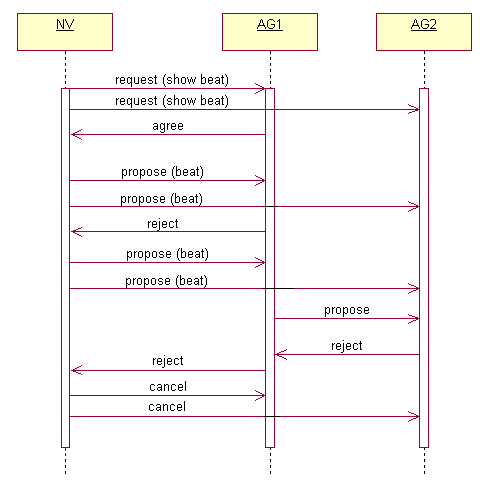 NV
AG1
AG2
request (show beat)
request (show beat)
agree
propose (beat)
propose (beat)
reject
propose (beat)
propose (beat)
propose
reject
reject
cancel
cancel